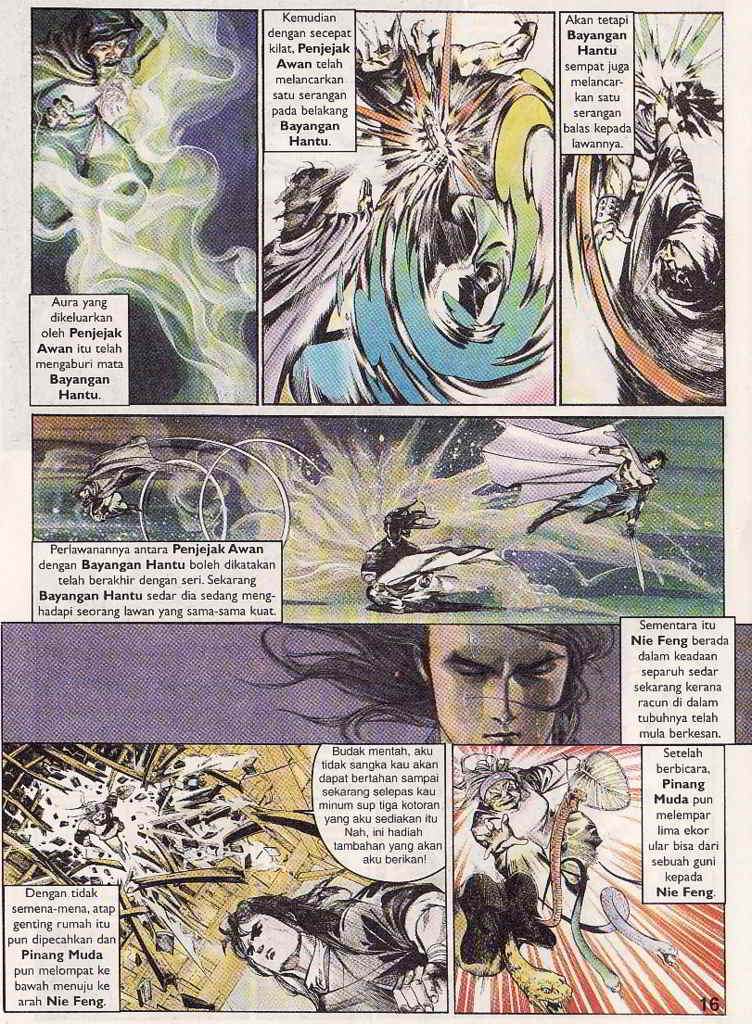 Aura yang
dikeluarkan
oleh Penjejak
Awan itu telah
mengaburi mata
Bayangan
Hantu.
Kemudian
dengan secepat
kilat, Penjejak
Awan telah
melancarkan
satu serangan
pada belakang
Bayangan
Hantu.
Akan tetapi
Bayangan
Hantu
sempat juga
melancar-
kan satu
serangan
balas kepada
lawannya.
Perlawanannya antara Penjejak Awan
dengan Bayangan Hantu boleh dikatakan
telah berakhir dengan seri. Sekarang
Bayangan Hantu sedar dia sedang meng-
hadapi seorang lawan yang sama-sama kuat.
Sementara itu
Nie Feng berada
dalam keadaan
separuh sedar
sekarang kerana
racun di dalam
tubuhnya telah
mula berkesan.
Dengan tidak
semena-mena, atap
genting rumah itu
pun dipecahkan dan
Pinang Muda
pun melompat ke
bawah menuju ke
arah Nie Feng.
Budak mentah, aku
tidak sangka kau akan
dapat bertahan sampai
sekarang selepas kau
minum sup tiga kotoran
yang aku sediakan itu
Nah, ini hadiah
tambahan yang akan
aku berikan!
Setelah
berbicara,
Pinang
Muda pun
melempar
lima ekor
ular bisa dari
sebuah guni
kepada
Nie Feng.
16